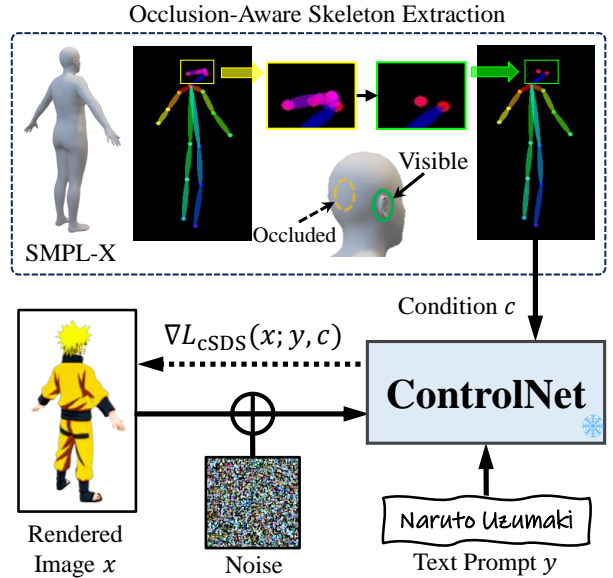 Occlusion-Aware Skeleton Extraction
Visible
Occluded
SMPL-X
Condition c
∇L_cSDS(x; y, c)
ControlNet
Naruto Uzumaki
Rendered
Image x
Noise
Text Prompt y